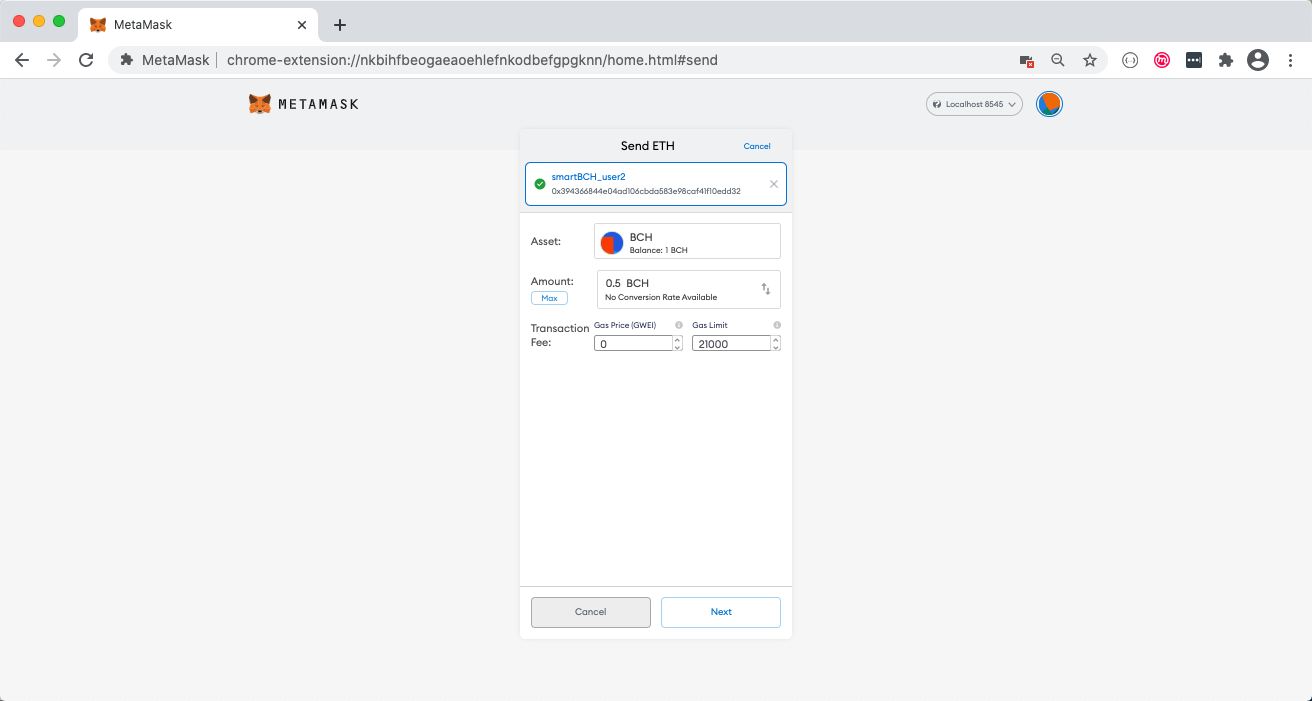 MetaMask
MetaMask chrome-extension://nkbihfbeogaeaoehlefnkodbefgpgknn/home.html#send
METAMASK
Localhost 8545
Send ETH
Cancel
smartBCH_user2
0x394366844e04ad106cbda583e98caf41f10edd32
Asset:
BCH
Balance: 1 BCH
Amount:
Max
0.5 BCH
No Conversion Rate Available
Transaction Fee:
Gas Price (GWEI)
0
Gas Limit
21000
Cancel
Next